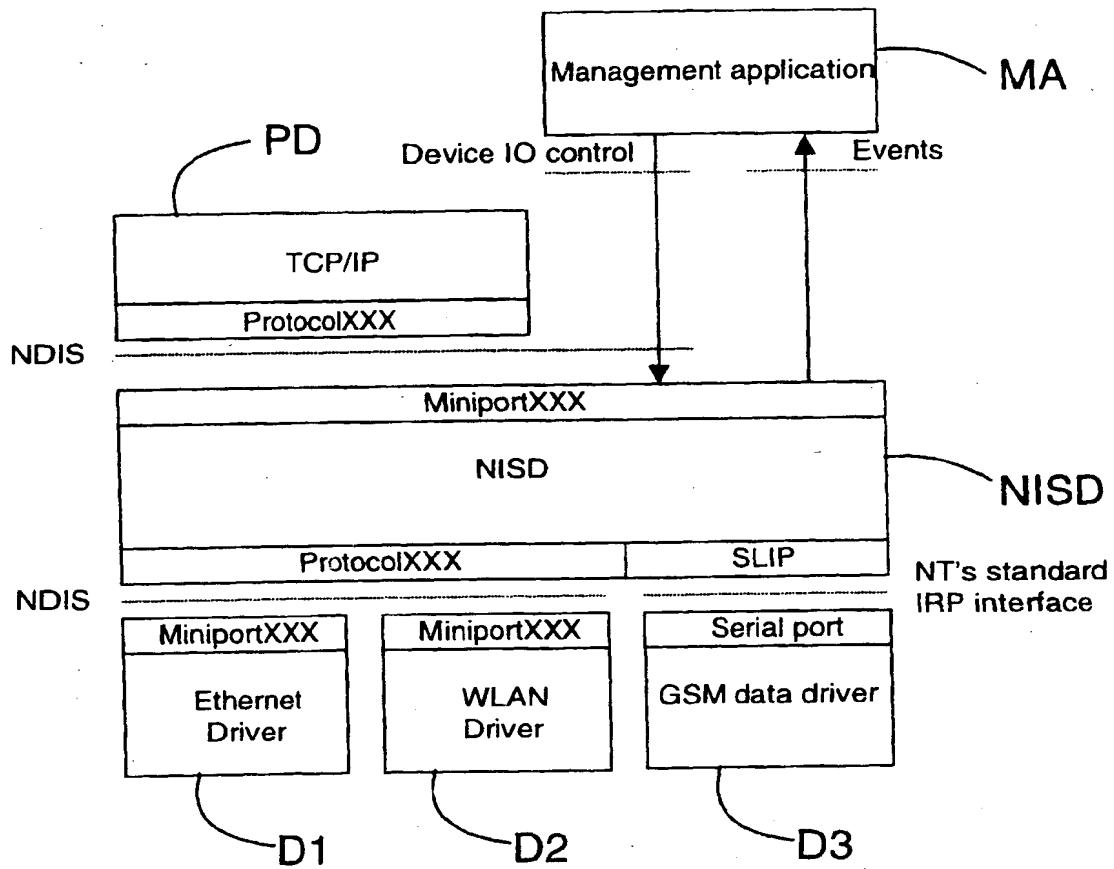 Management application
MA
PD
Device IO control
Events
TCP/IP
ProtocolXXX
NDIS
MiniportXXX
NISD
NISD
ProtocolXXX
SLIP
NDIS
NT's standard
IRP interface
MiniportXXX
MiniportXXX
Serial port
Ethernet
Driver
WLAN
Driver
GSM data driver
D1
D2
D3